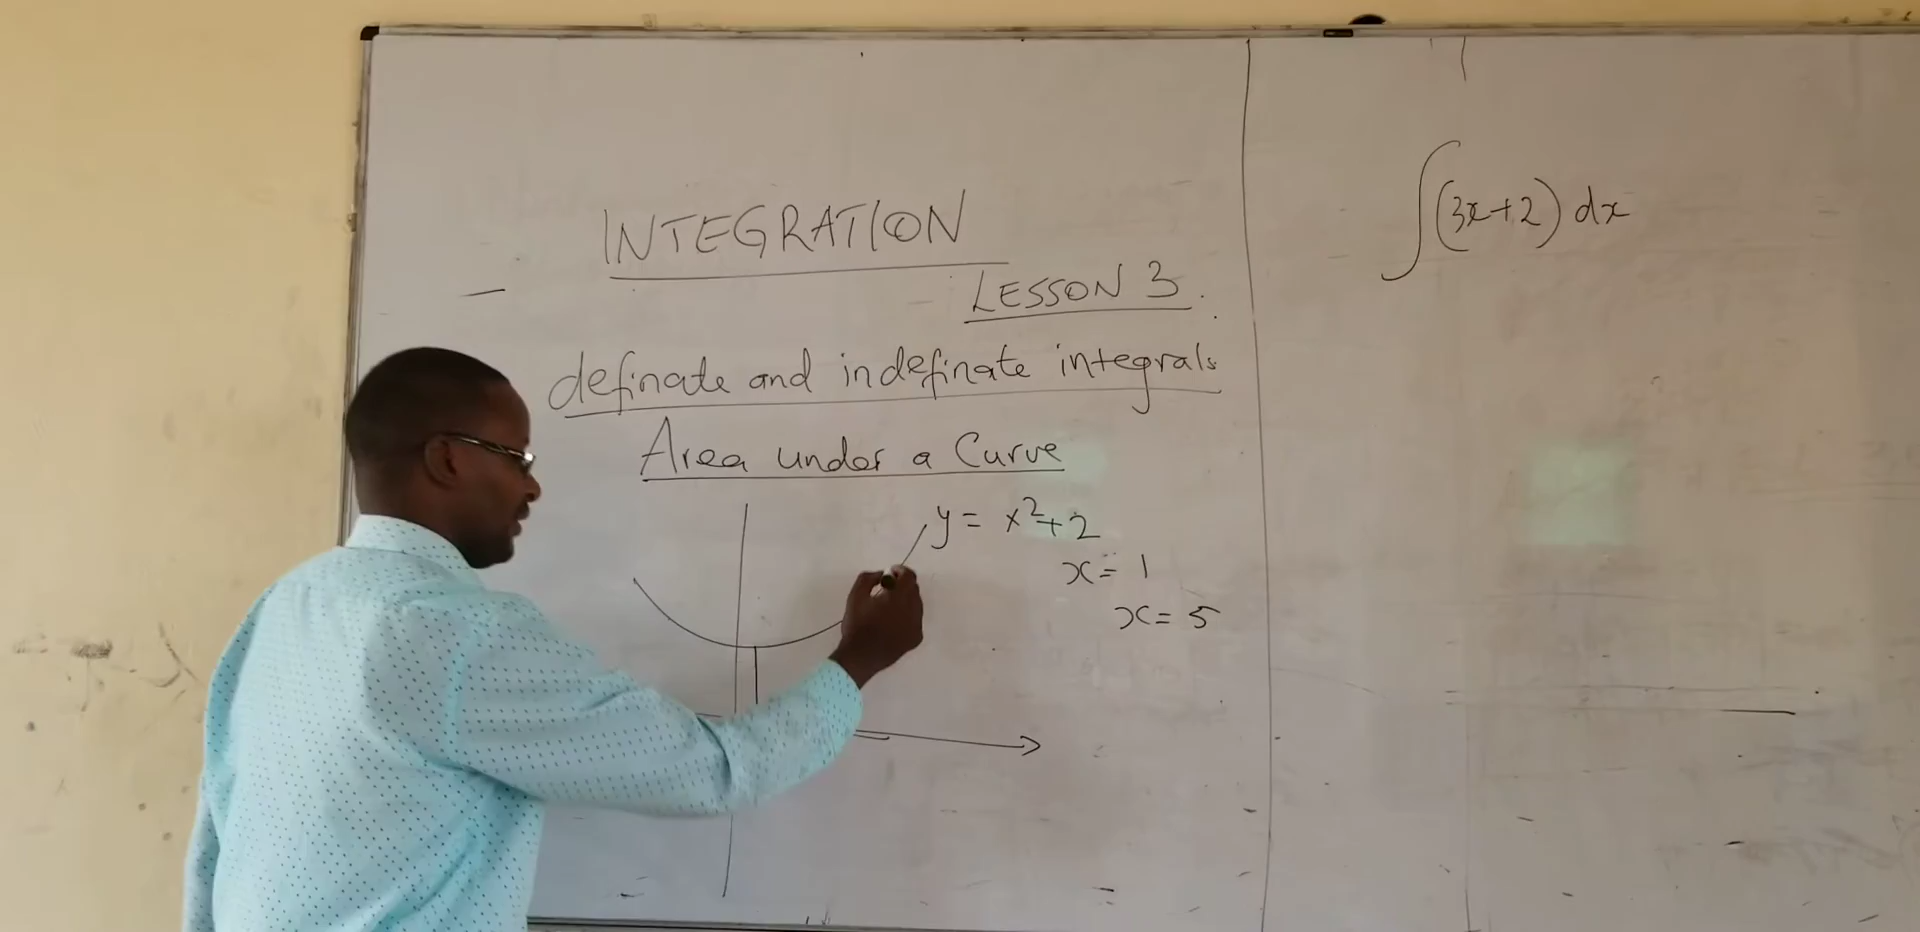 INTEGRATION
LESSON 3.
definate and indefinate integrals
Area under a Curve
y = x²+2
x = 1
x = 5
∫(3x+2) dx